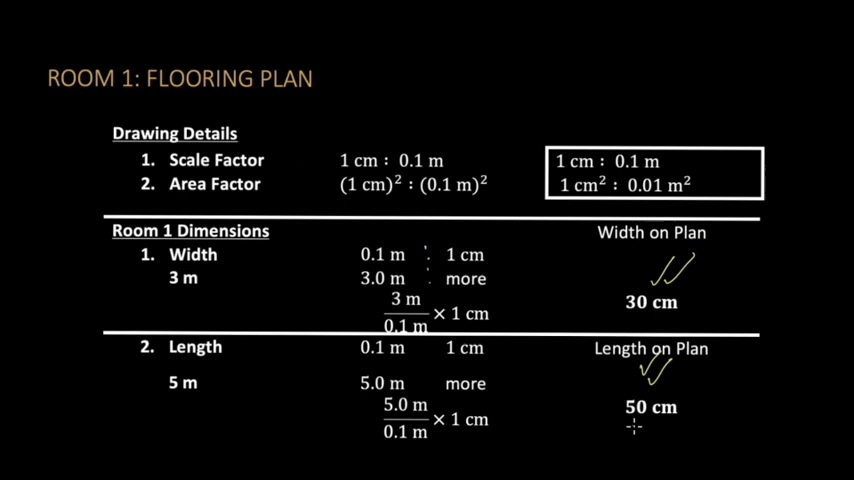 ROOM 1: FLOORING PLAN
Drawing Details
1. Scale Factor 1 cm : 0.1 m 1 cm : 0.1 m
2. Area Factor (1 cm)² : (0.1 m)² 1 cm² : 0.01 m²
Room 1 Dimensions Width on Plan
1. Width 0.1 m : 1 cm
3 m 3.0 m : more
3 m / 0.1 m × 1 cm 30 cm
2. Length 0.1 m 1 cm Length on Plan
5 m 5.0 m more
5.0 m / 0.1 m × 1 cm 50 cm